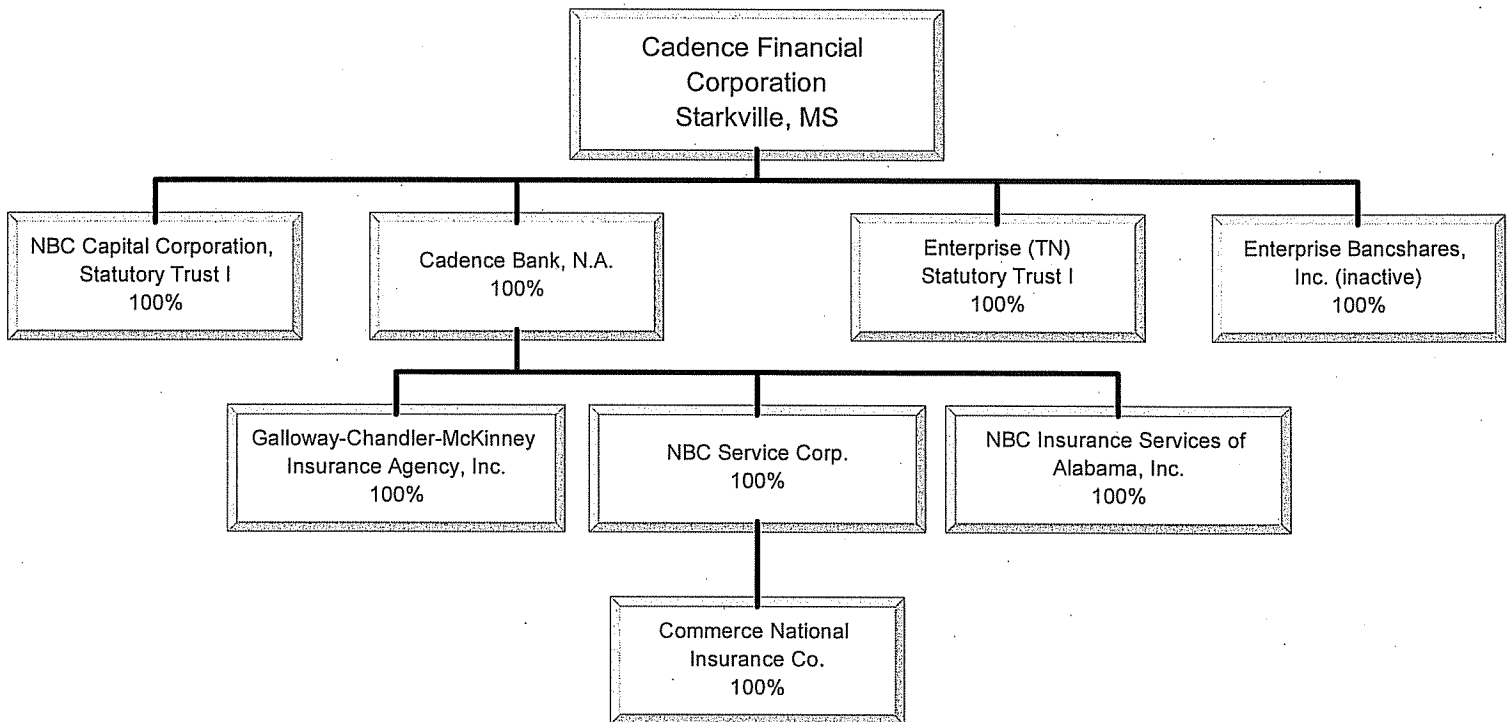 Cadence Financial
Corporation
Starkville, MS
NBC Capital Corporation,
Statutory Trust I
100%
Cadence Bank, N.A.
100%
Enterprise (TN)
Statutory Trust I
100%
Enterprise Bancshares,
Inc. (inactive)
100%
Galloway-Chandler-McKinney
Insurance Agency, Inc.
100%
NBC Service Corp.
100%
NBC Insurance Services of
Alabama, Inc.
100%
Commerce National
Insurance Co.
100%